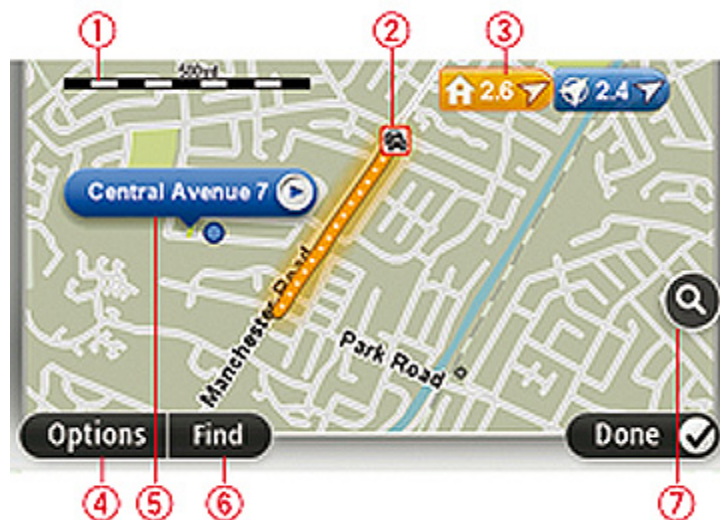 1 2 3
500yd
2.6 2.4
Central Avenue 7
Manchester Road
Park Road
Options Find Done
4 5 6 7